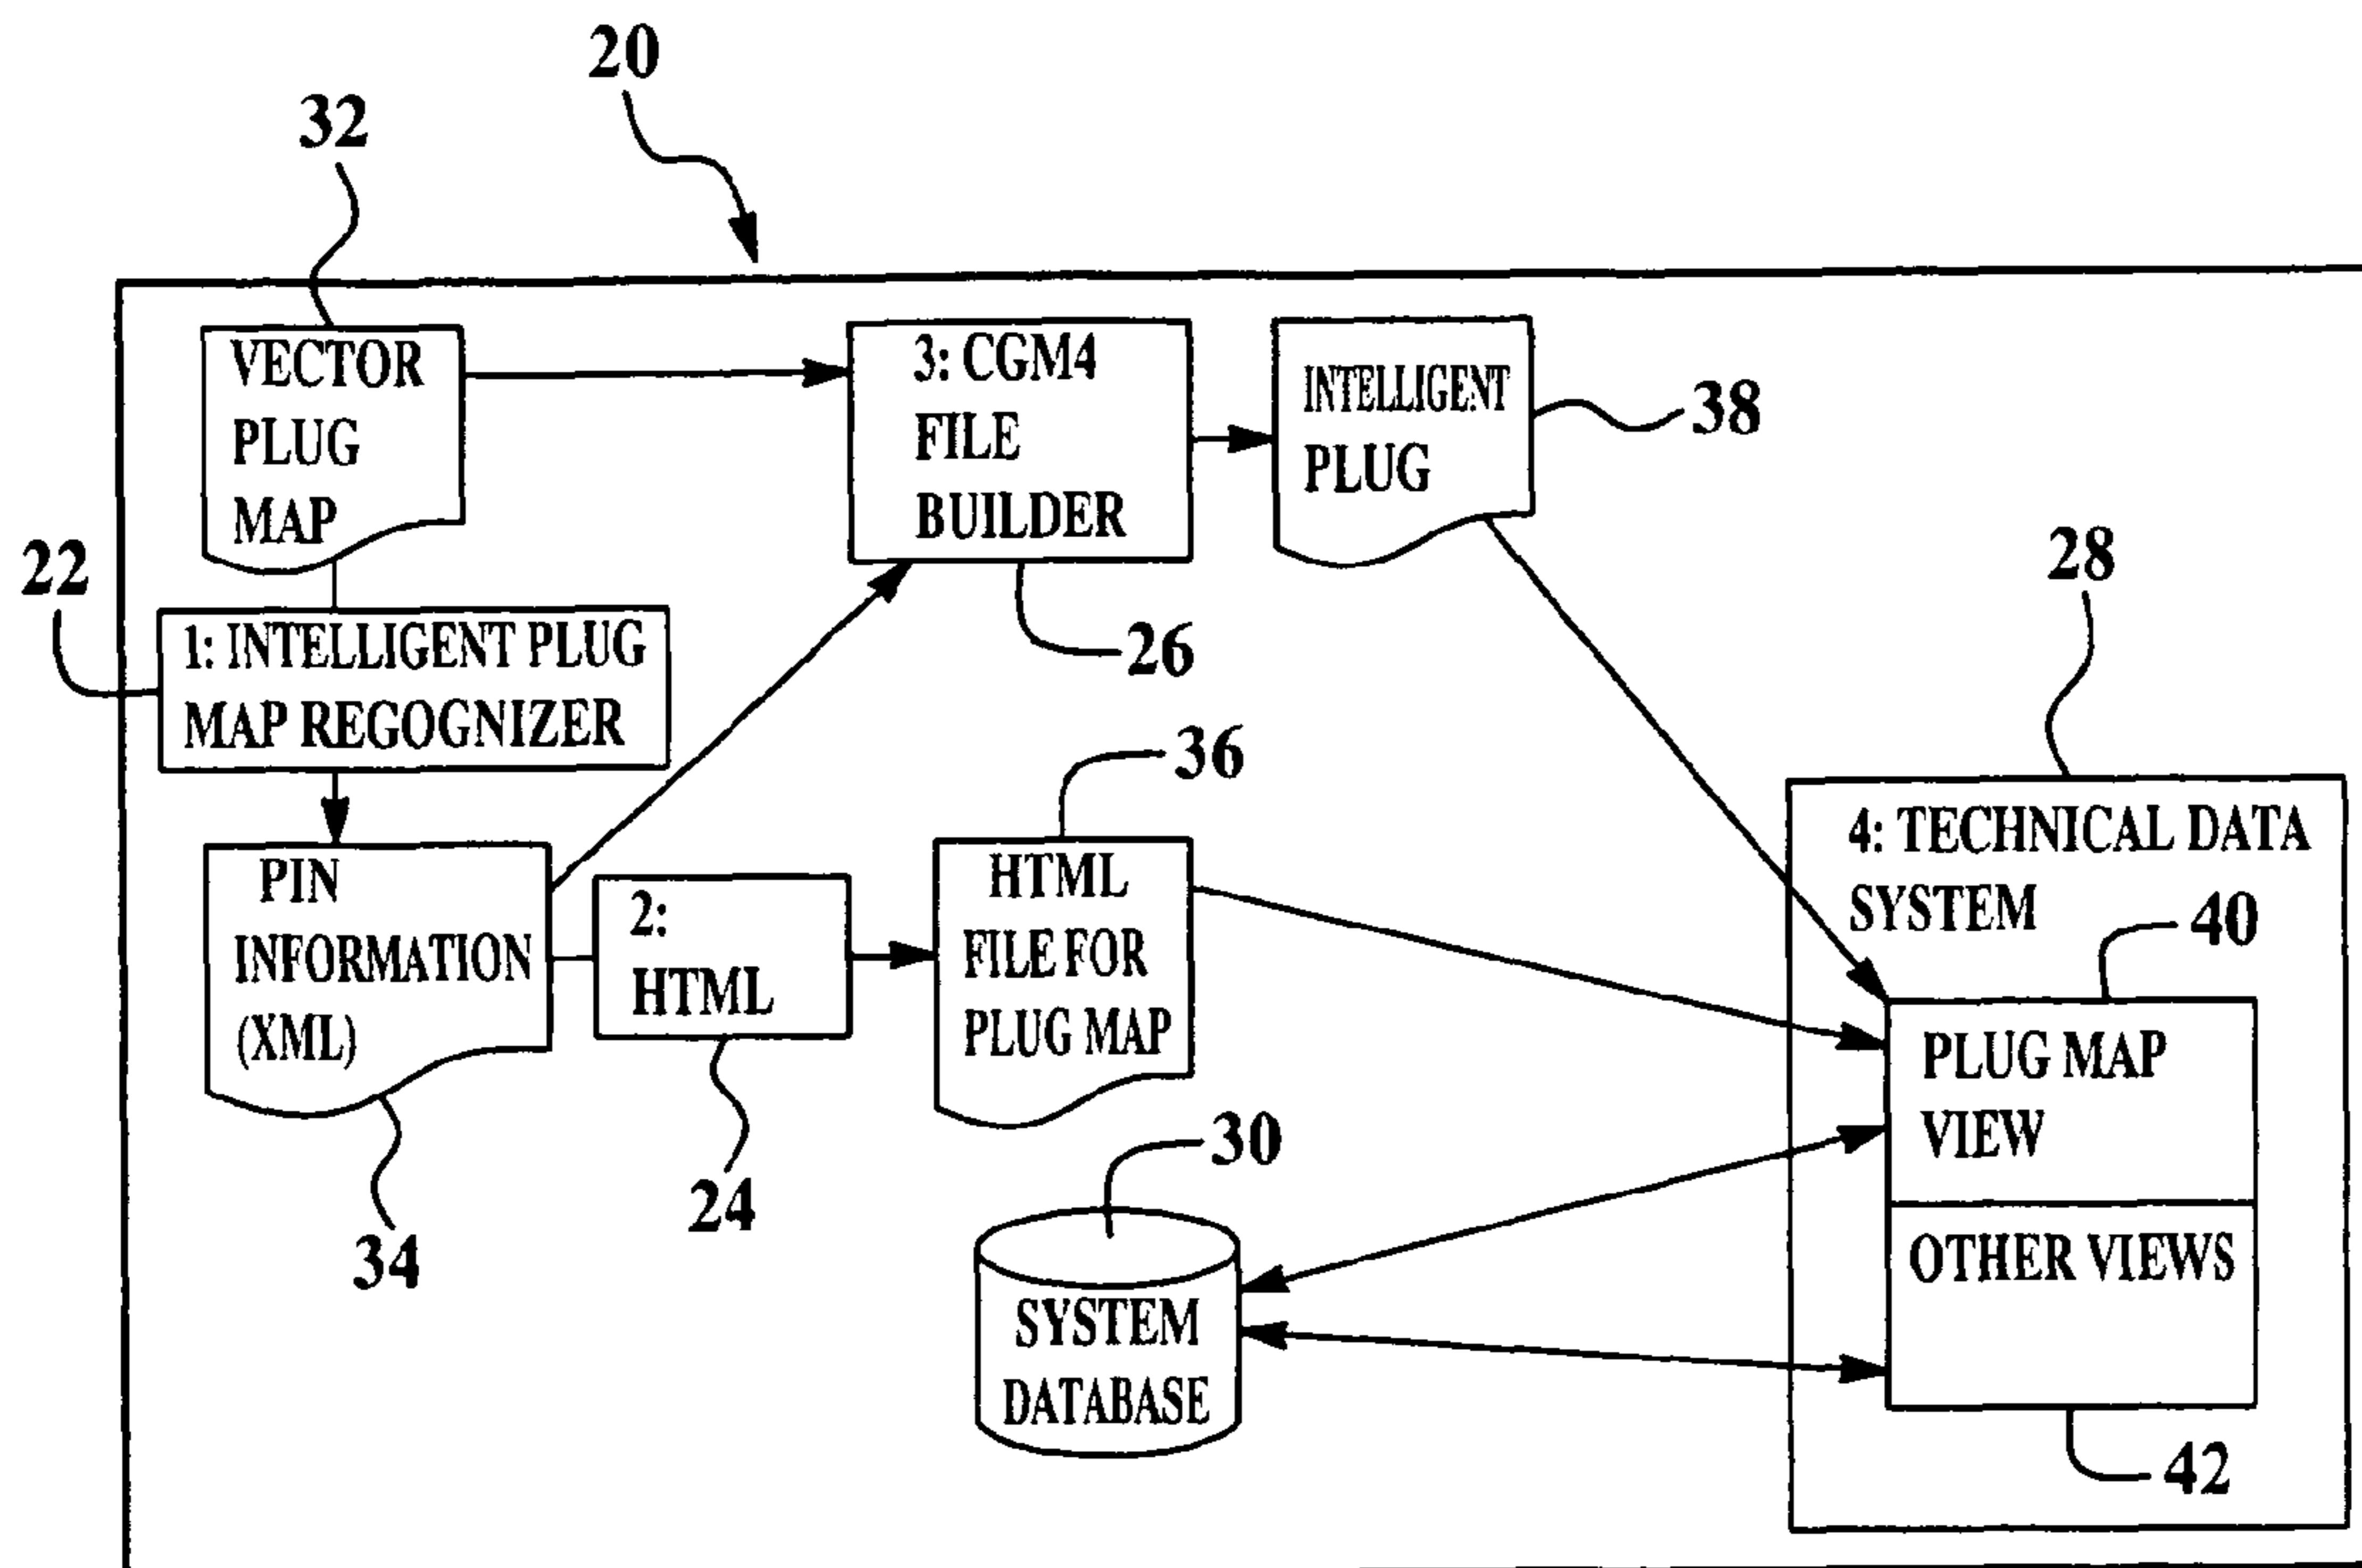 20
32
VECTOR
PLUG
MAP
3: CGM4
FILE
BUILDER
INTELLIGENT
PLUG
38
22
1: INTELLIGENT PLUG
MAP REGOGNIZER
26
28
36
PIN
INFORMATION
(XML)
2:
HTML
HTML
FILE FOR
PLUG MAP
4: TECHNICAL DATA
SYSTEM
40
PLUG MAP
VIEW
34
24
30
SYSTEM
DATABASE
OTHER VIEWS
42